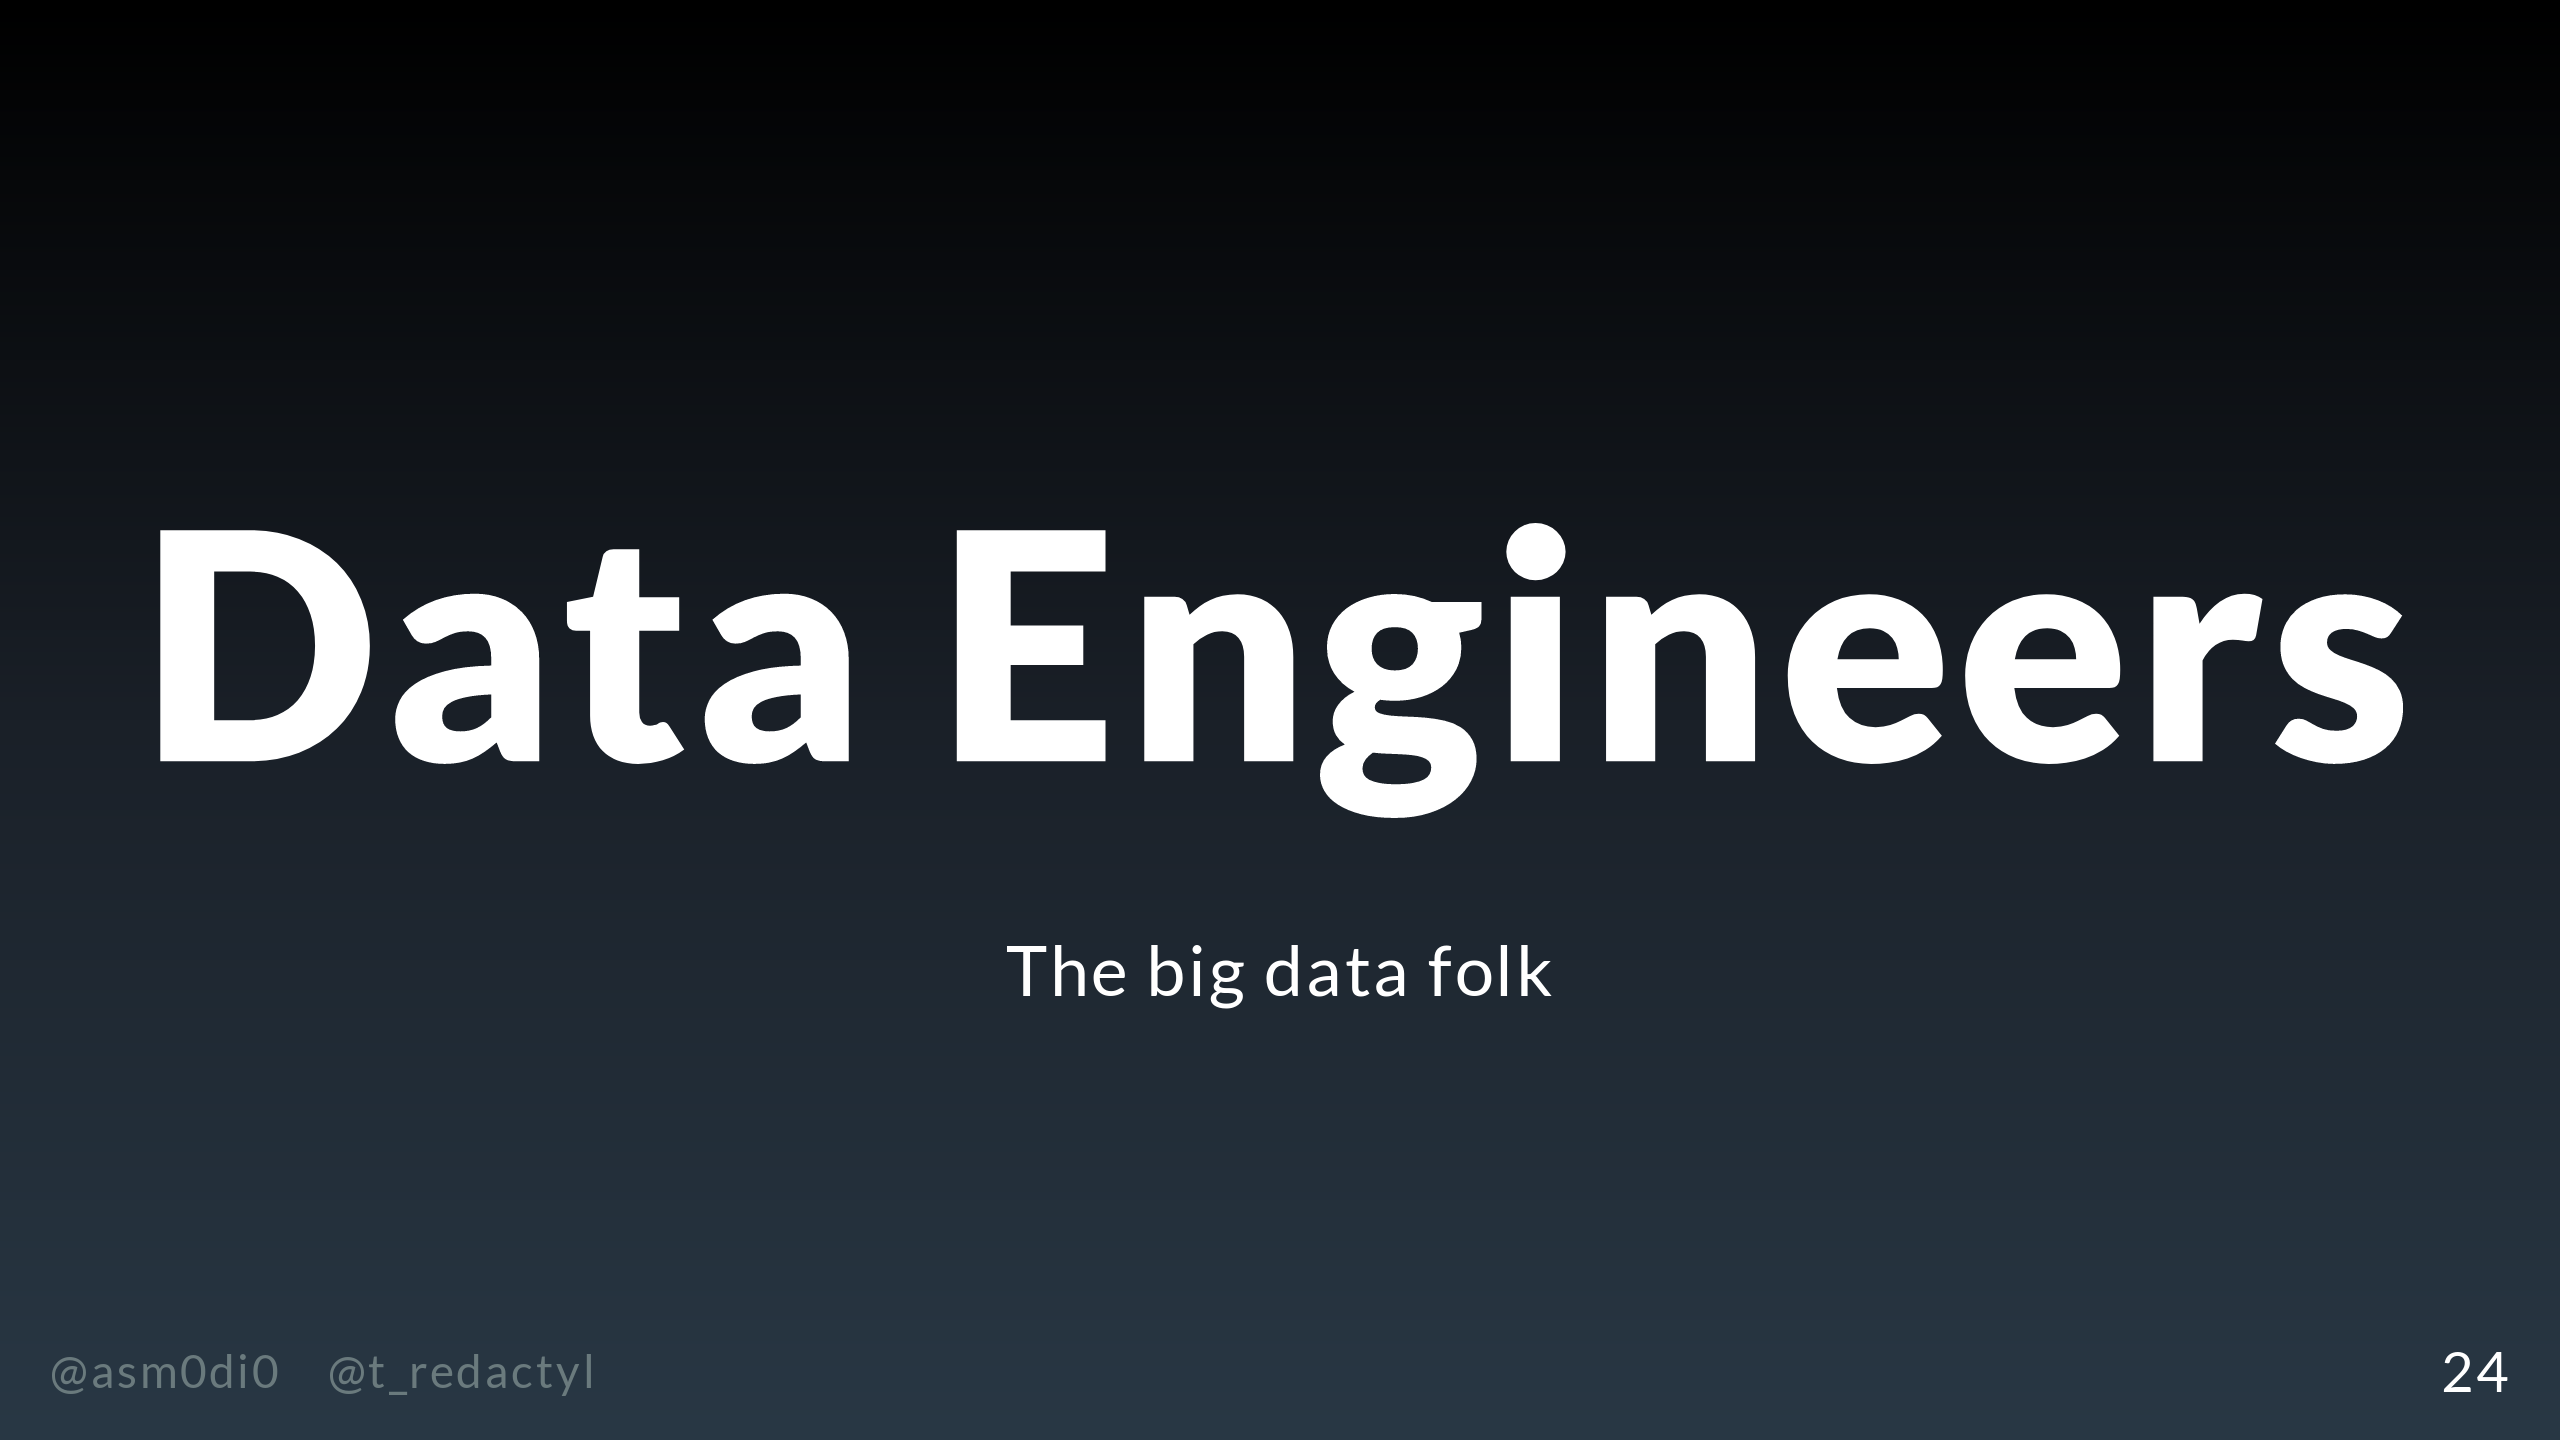 Data Engineers
The big data folk
@asm0di0 @t_redactyl
24